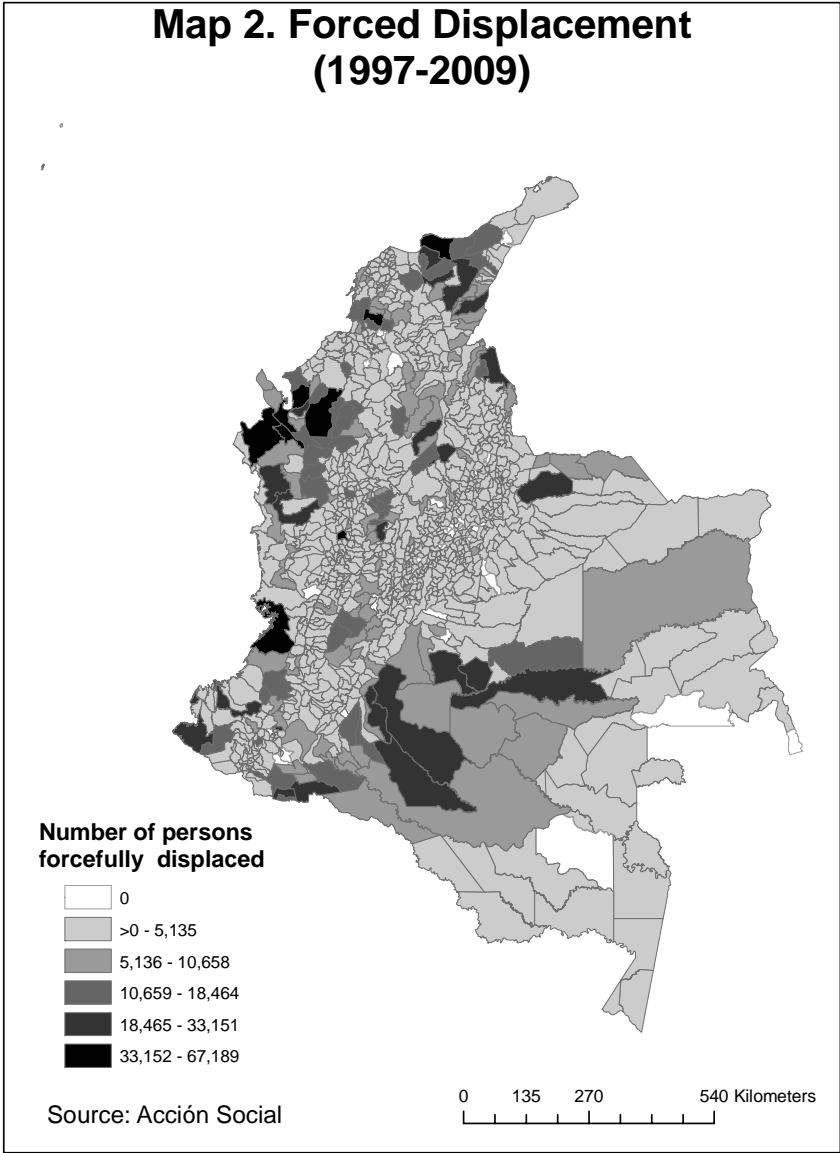 Map 2. Forced Displacement
(1997-2009)
Number of persons
forcefully displaced
0
>0 - 5,135
5,136 - 10,658
10,659 - 18,464
18,465 - 33,151
33,152 - 67,189
Source: Acción Social
0 135 270 540 Kilometers